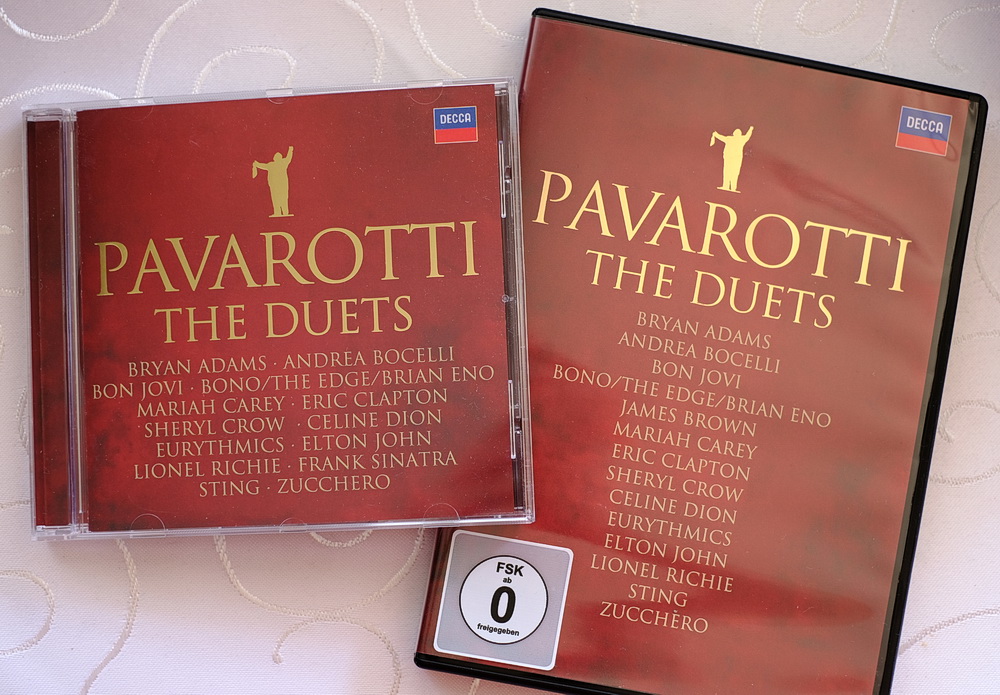 DECCA
PAVAROTTI
THE DUETS
BRYAN ADAMS · ANDREA BOCELLI
BON JOVI · BONO/THE EDGE/BRIAN ENO
MARIAH CAREY · ERIC CLAPTON
SHERYL CROW · CELINE DION
EURYTHMICS · ELTON JOHN
LIONEL RICHIE · FRANK SINATRA
STING · ZUCCHERO
DECCA
PAVAROTTI
THE DUETS
BRYAN ADAMS
ANDREA BOCELLI
BON JOVI
BONO/THE EDGE/BRIAN ENO
JAMES BROWN
MARIAH CAREY
ERIC CLAPTON
SHERYL CROW
CELINE DION
EURYTHMICS
ELTON JOHN
LIONEL RICHIE
STING
ZUCCHERO
FSK
ab
0
freigegeben